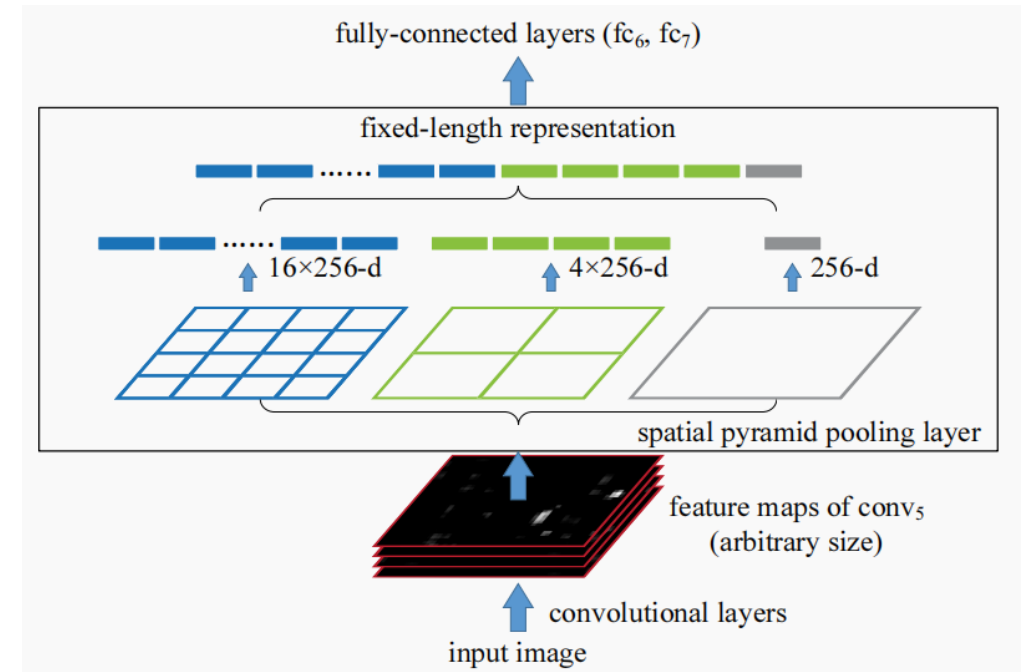 fully-connected layers (fc₆, fc₇)
fixed-length representation
......
......
16×256-d
4×256-d
256-d
spatial pyramid pooling layer
feature maps of conv₅
(arbitrary size)
convolutional layers
input image